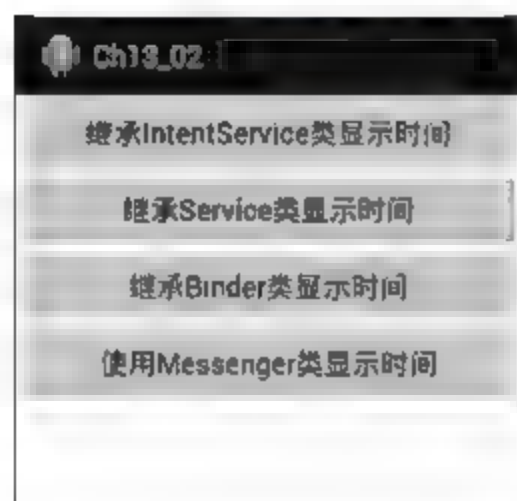 Ch13_02
继承IntentService类显示时间
继承Service类显示时间
继承Binder类显示时间
使用Messenger类显示时间